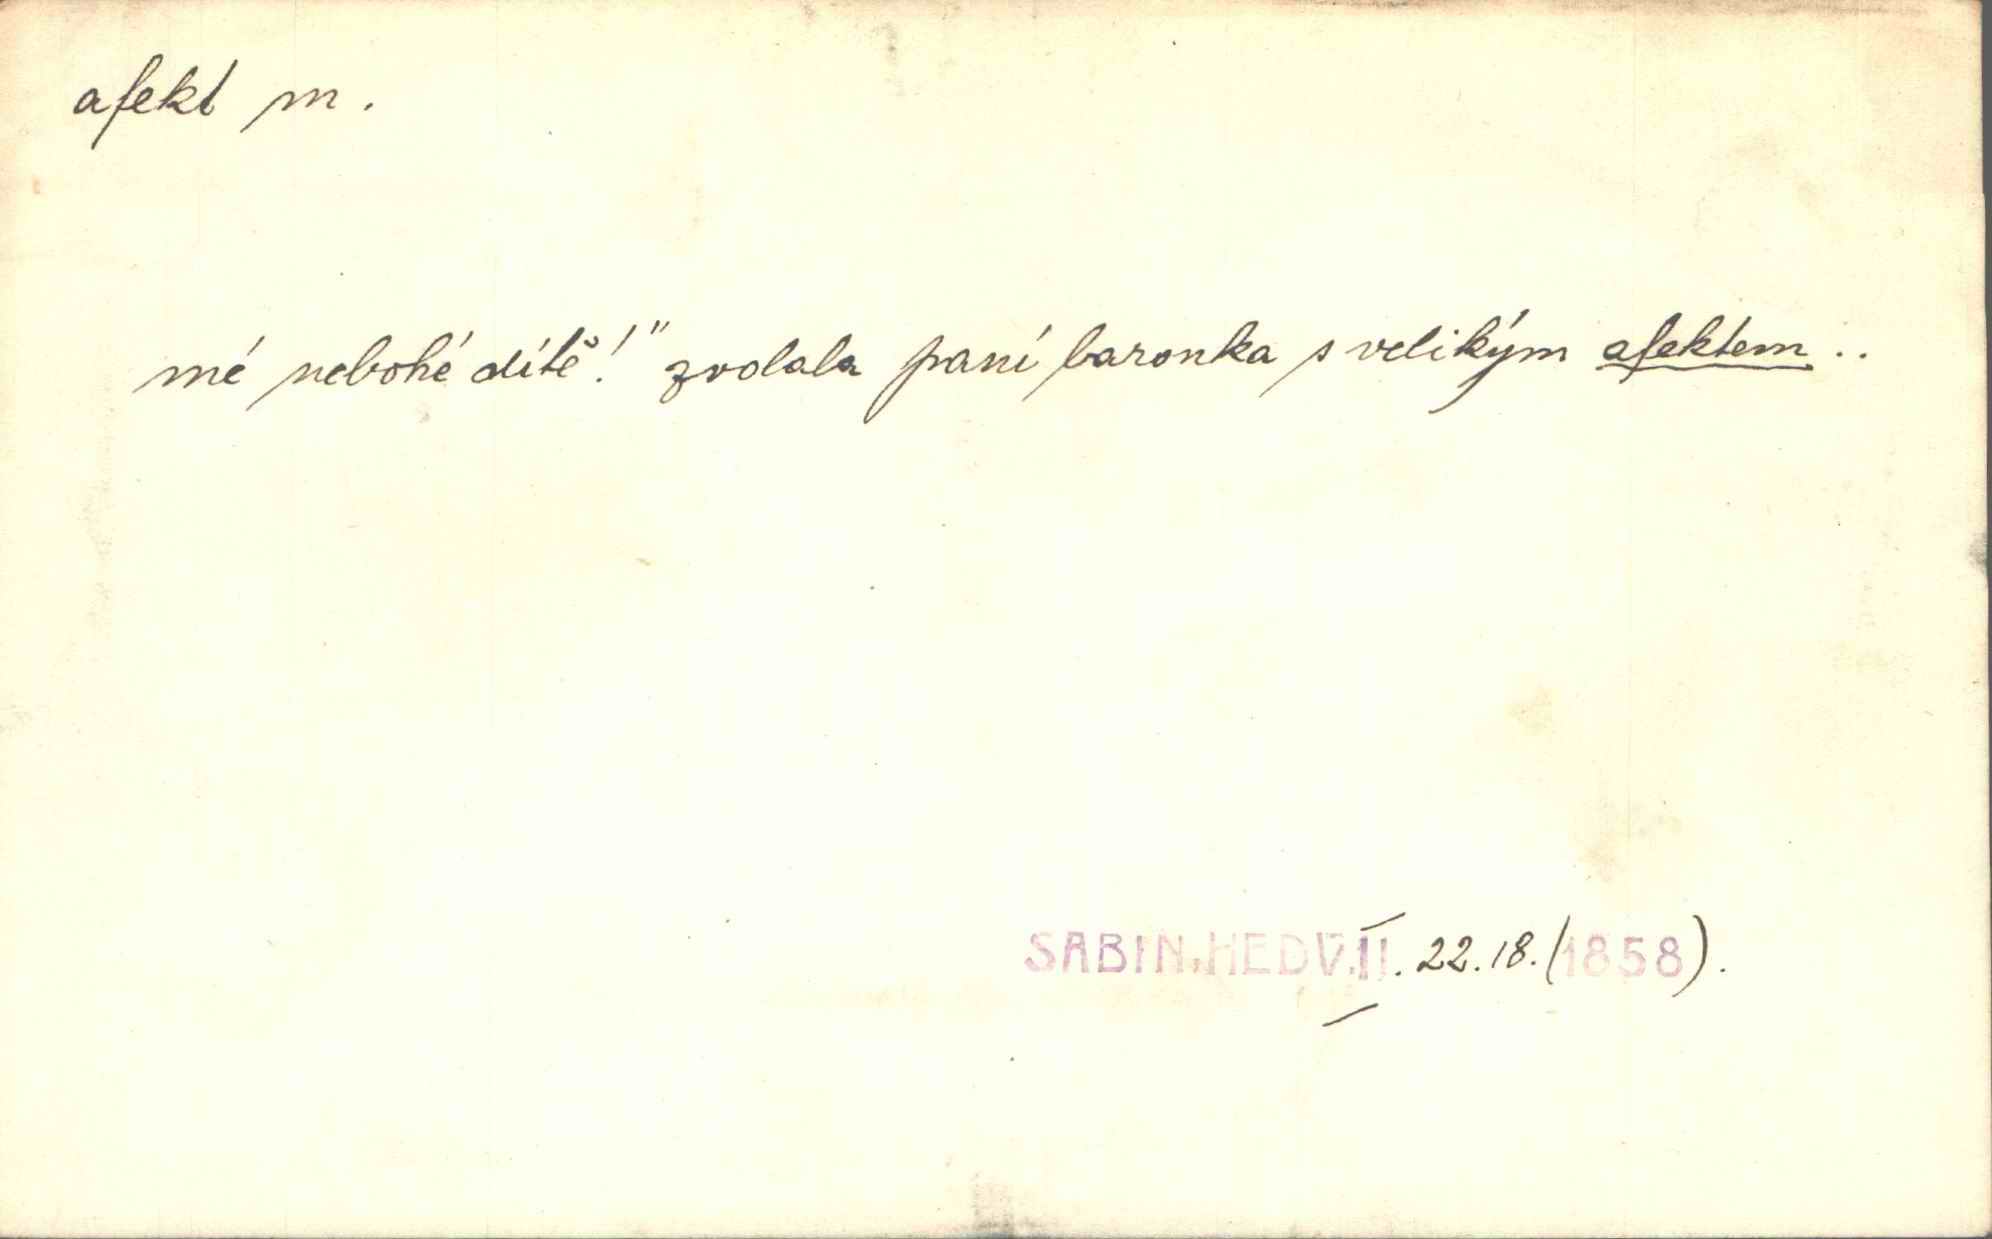 afekt m.
mé nebohé dítě!" zvolala paní baronka s velikým afektem..
SABIN.HEDV.II. 22.18.(1858).